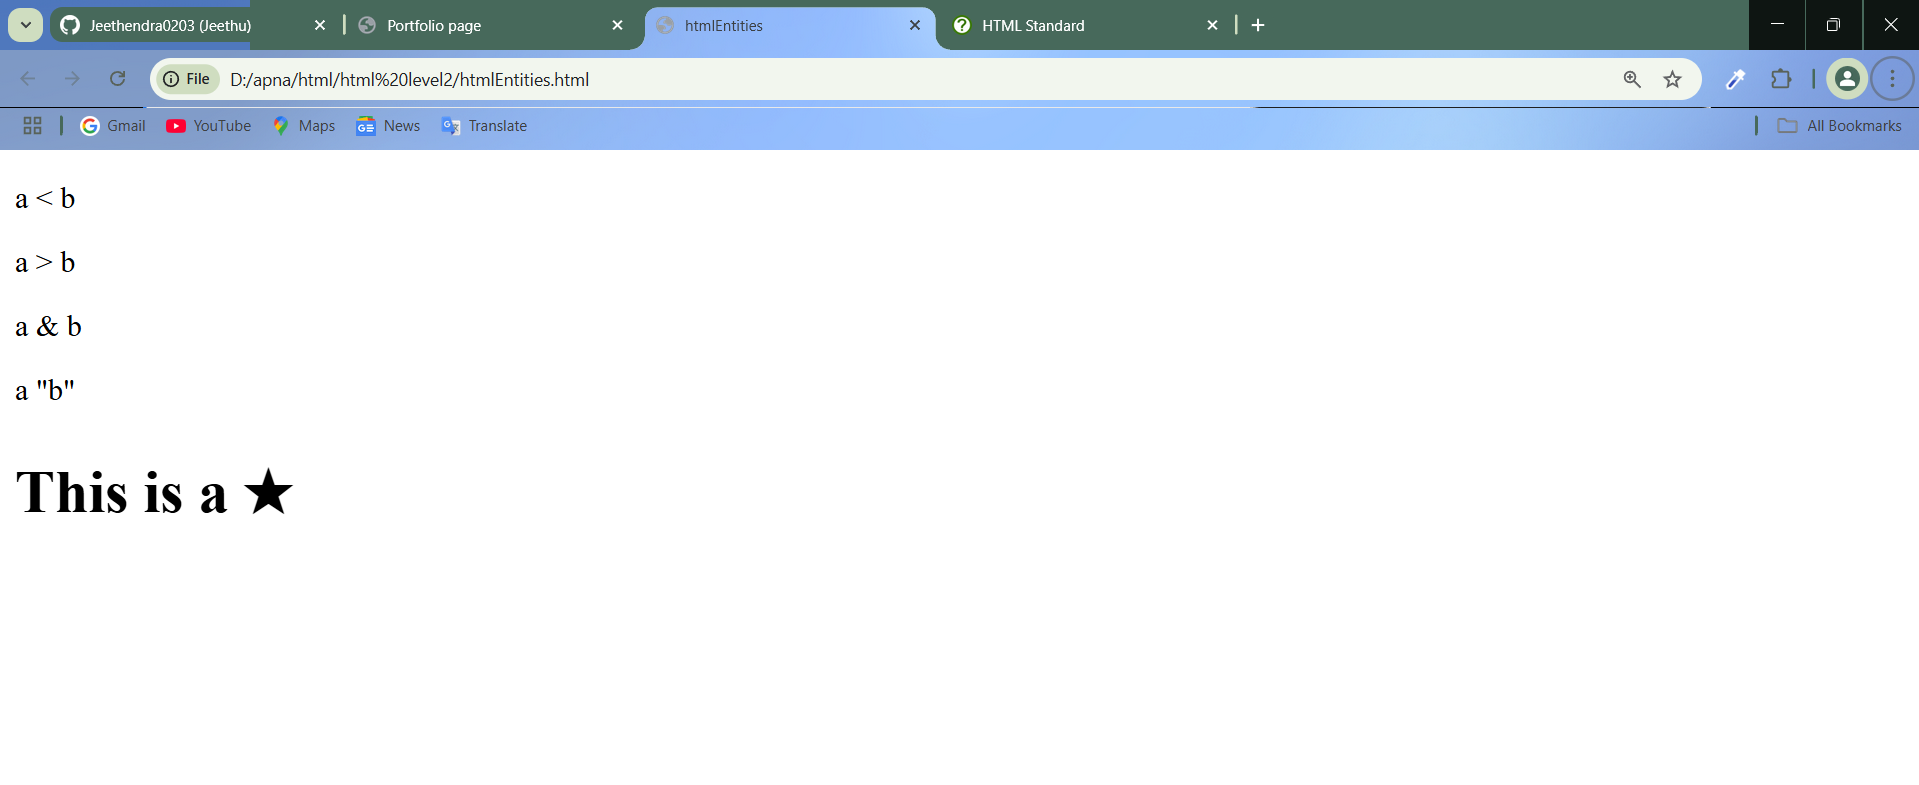 Jeethendra0203 (Jeethu)
Portfolio page
htmlEntities
HTML Standard
File
D:/apna/html/html%20level2/htmlEntities.html
Gmail
YouTube
Maps
News
Translate
All Bookmarks
a < b
a > b
a & b
a "b"
This is a ★